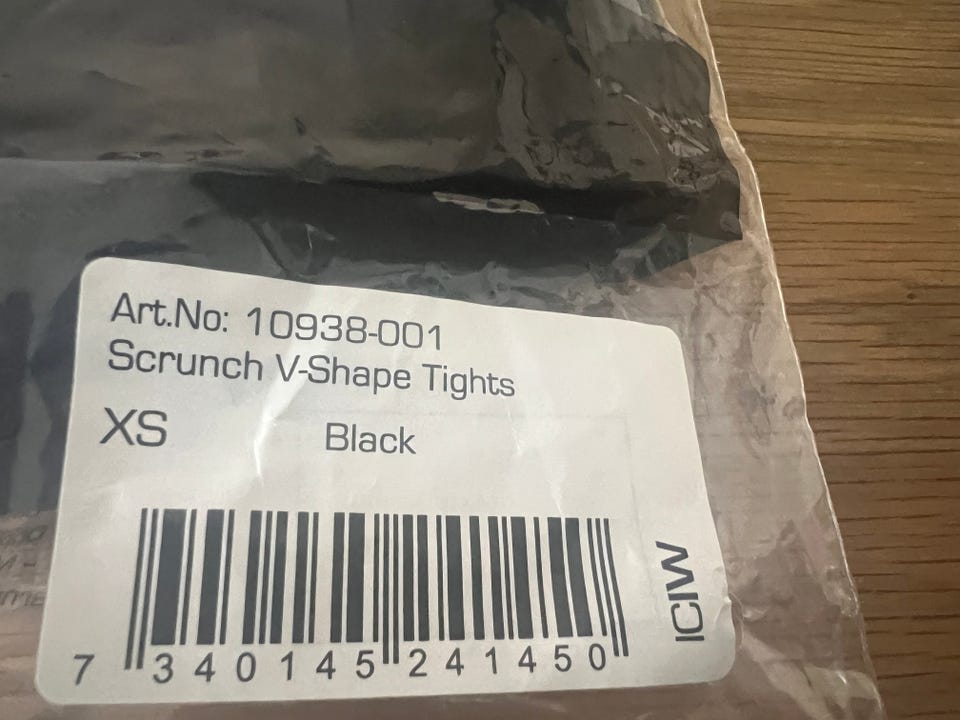 Art.No: 10938-001
Scrunch V-Shape Tights
XS Black
7 340145 241450
ICIW